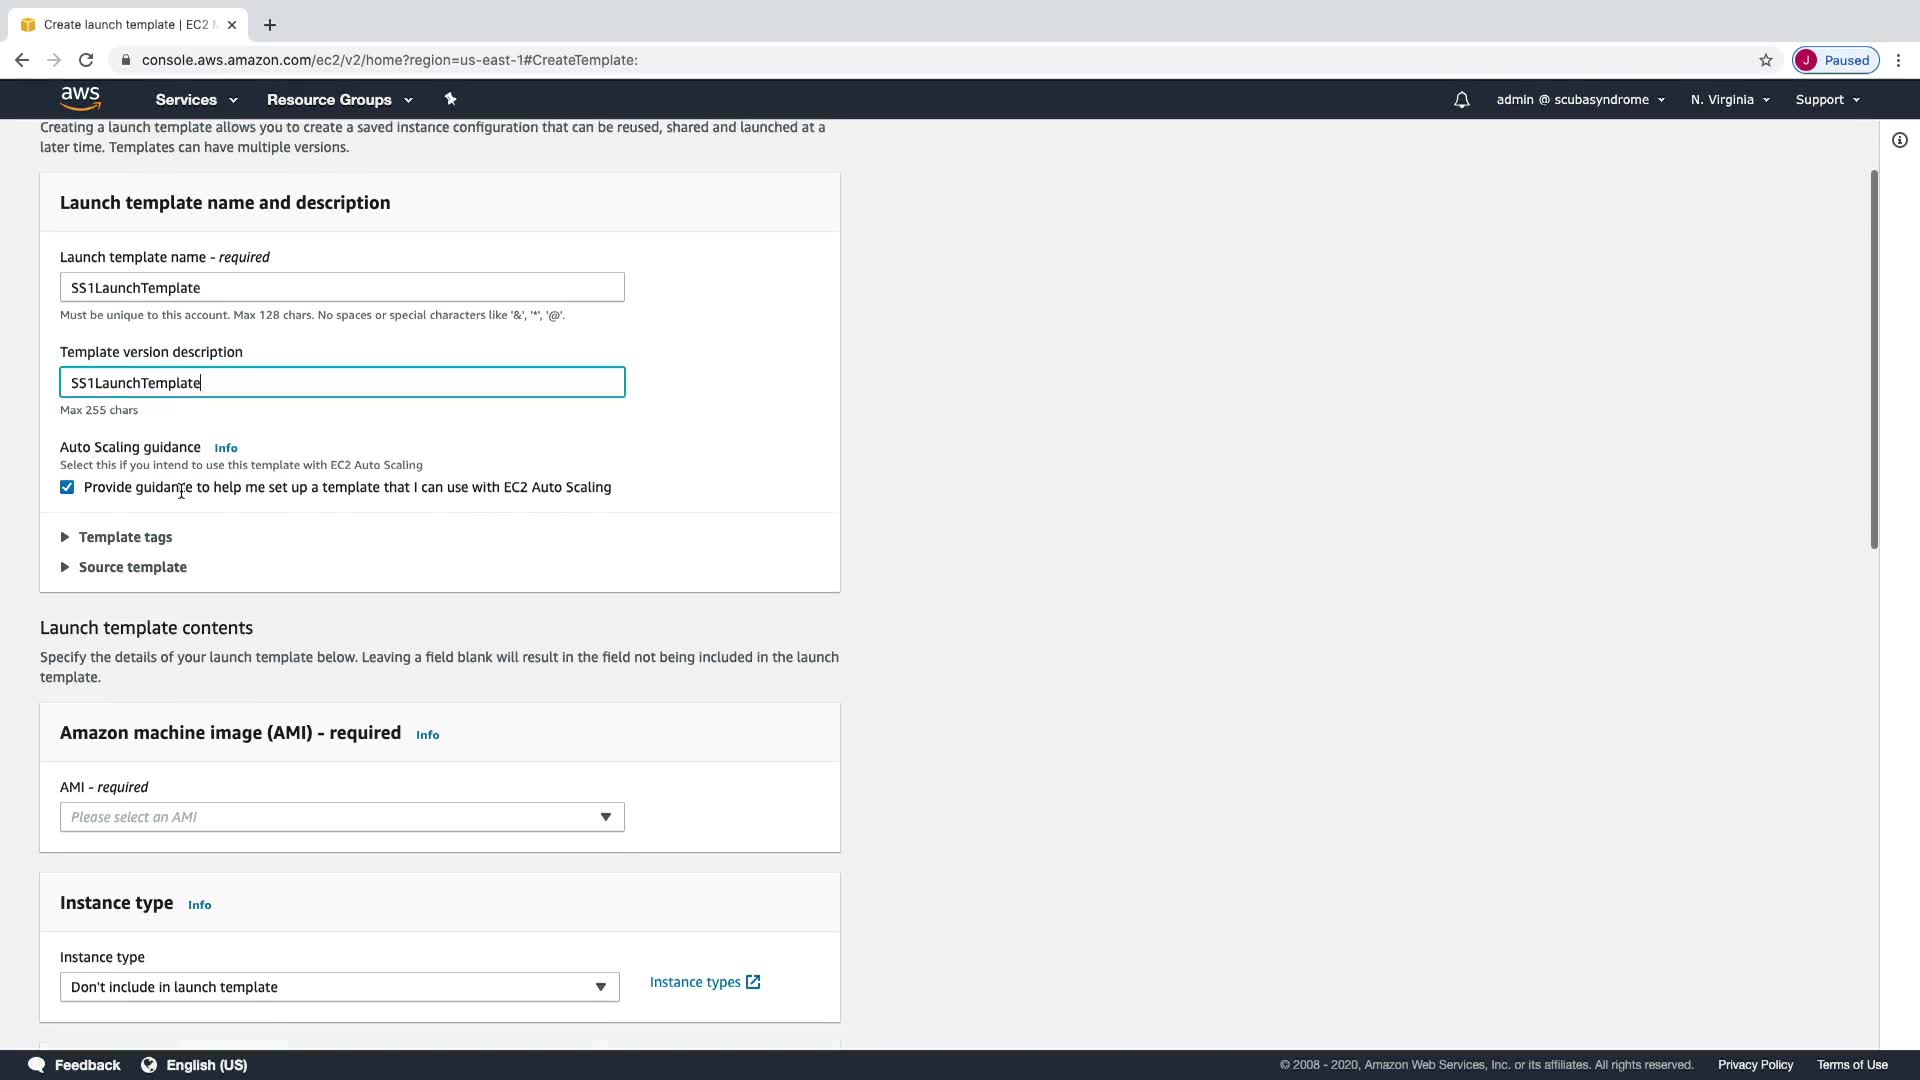 Create launch template | EC2
console.aws.amazon.com/ec2/v2/home?region=us-east-1#CreateTemplate:
J Paused
aws
Services
Resource Groups
admin @ scubasyndrome
N. Virginia
Support
Creating a launch template allows you to create a saved instance configuration that can be reused, shared and launched at a
later time. Templates can have multiple versions.
Launch template name and description
Launch template name - required
SS1LaunchTemplate
Must be unique to this account. Max 128 chars. No spaces or special characters like '&', '*', '@'.
Template version description
SS1LaunchTemplate
Max 255 chars
Auto Scaling guidance Info
Select this if you intend to use this template with EC2 Auto Scaling
Provide guidance to help me set up a template that I can use with EC2 Auto Scaling
Template tags
Source template
Launch template contents
Specify the details of your launch template below. Leaving a field blank will result in the field not being included in the launch
template.
Amazon machine image (AMI) - required Info
AMI - required
Please select an AMI
Instance type Info
Instance type
Don't include in launch template
Instance types
Feedback
English (US)
© 2008 - 2020, Amazon Web Services, Inc. or its affiliates. All rights reserved.
Privacy Policy
Terms of Use